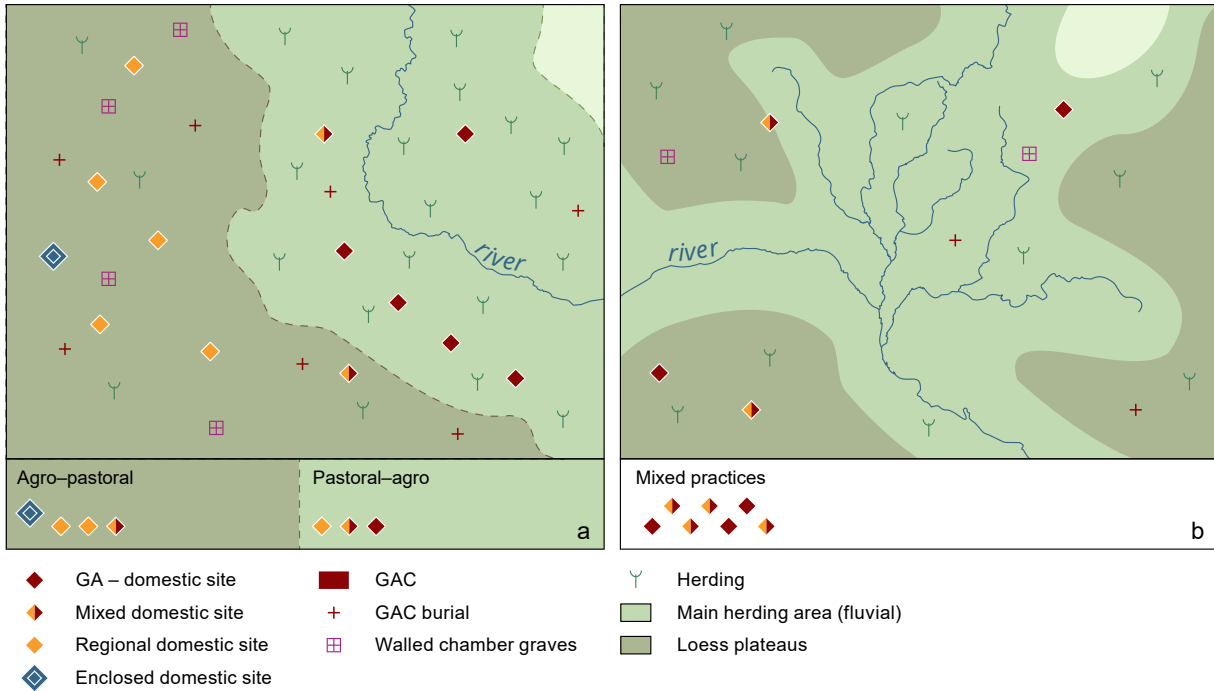 river
river
Agro–pastoral
Pastoral–agro
a
Mixed practices
b
GA – domestic site
Mixed domestic site
Regional domestic site
Enclosed domestic site
GAC
GAC burial
Walled chamber graves
Herding
Main herding area (fluvial)
Loess plateaus